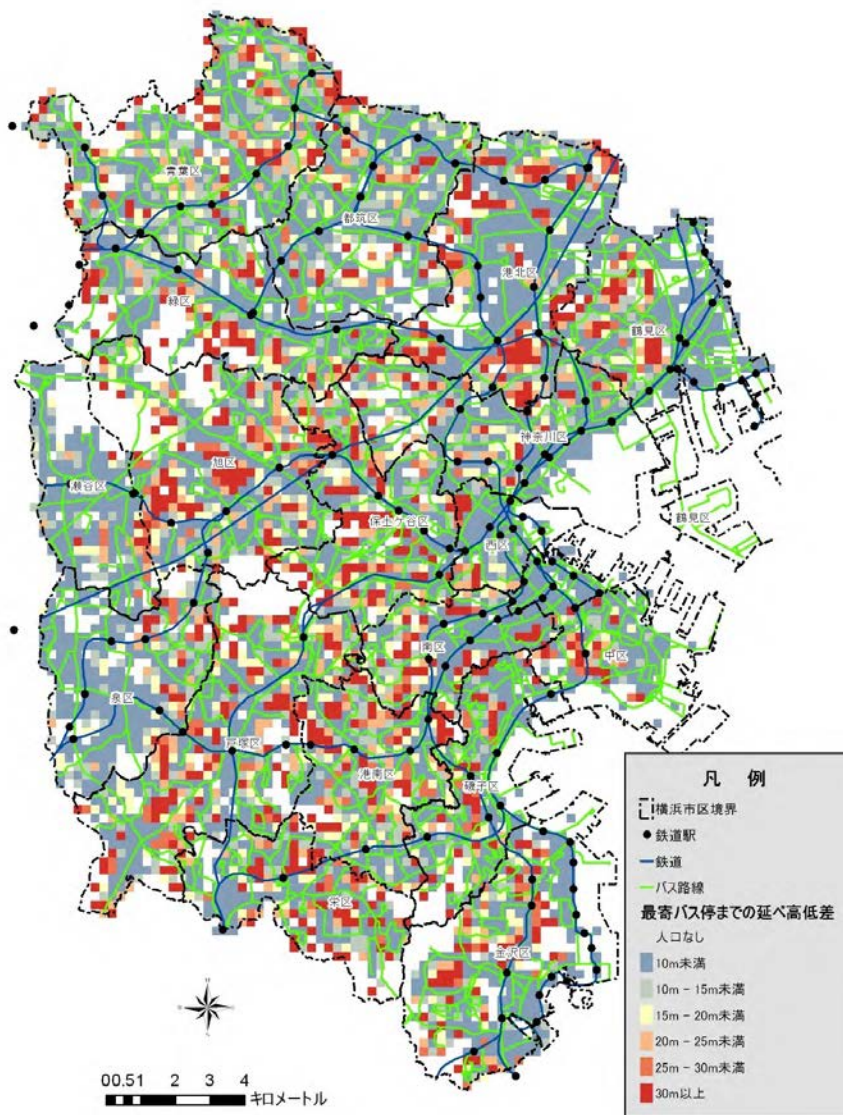 青葉区
都筑区
港北区
緑区
鶴見区
神奈川区
旭区
瀬谷区
保土ケ谷区
鶴見区
西区
南区
中区
泉区
戸塚区
港南区
磯子区
栄区
金沢区
凡 例
横浜市区境界
鉄道駅
鉄道
バス路線
最寄バス停までの延べ高低差
人口なし
10m未満
10m - 15m未満
15m - 20m未満
20m - 25m未満
25m - 30m未満
30m以上
00.51 2 3 4
キロメートル